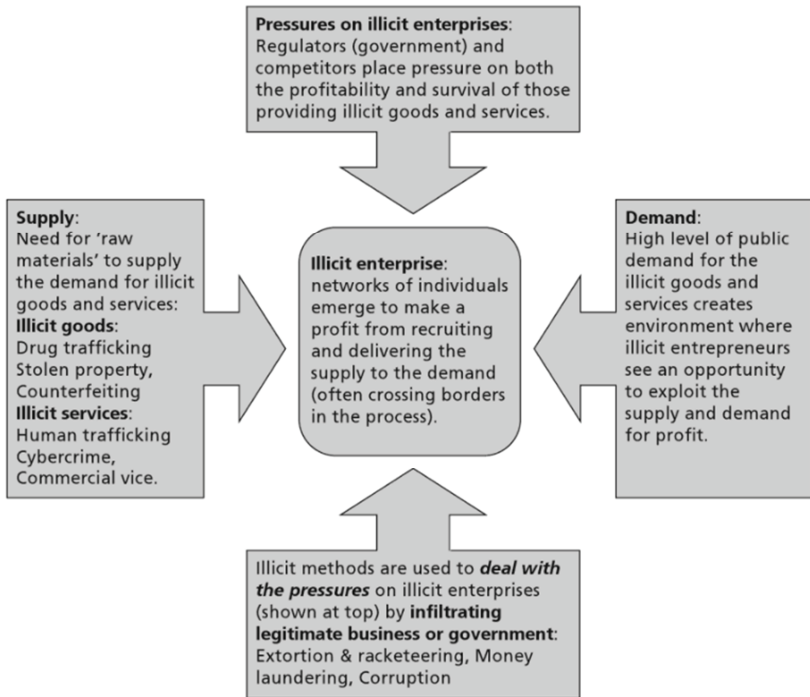 Pressures on illicit enterprises:
Regulators (government) and
competitors place pressure on both
the profitability and survival of those
providing illicit goods and services.
Supply:
Need for ‘raw
materials’ to supply
the demand for illicit
goods and services:
Illicit goods:
Drug trafficking
Stolen property,
Counterfeiting
Illicit services:
Human trafficking
Cybercrime,
Commercial vice.
Illicit enterprise:
networks of individuals
emerge to make a
profit from recruiting
and delivering the
supply to the demand
(often crossing borders
in the process).
Demand:
High level of public
demand for the
illicit goods and
services creates
environment where
illicit entrepreneurs
see an opportunity
to exploit the
supply and demand
for profit.
Illicit methods are used to deal with
the pressures on illicit enterprises
(shown at top) by infiltrating
legitimate business or government:
Extortion & racketeering, Money
laundering, Corruption